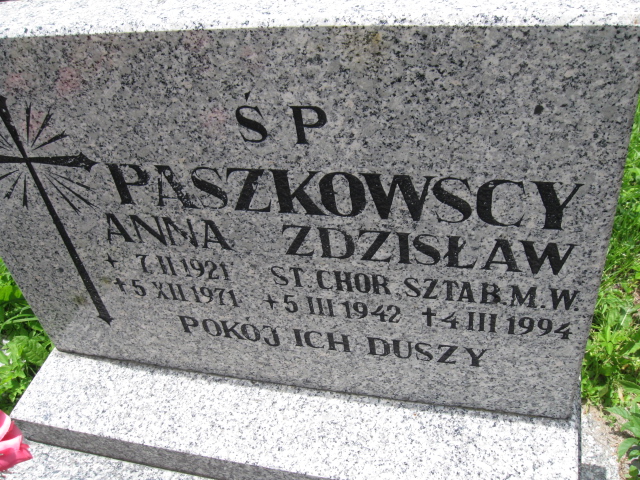 Ś P
PASZKOWSCY
ANNA ZDZISŁAW
+ 7 II 1921 ST. CHOR. SZTAB. M.W.
+ 5 XII 1971 + 5 III 1942 + 4 III 1994
POKÓJ ICH DUSZY